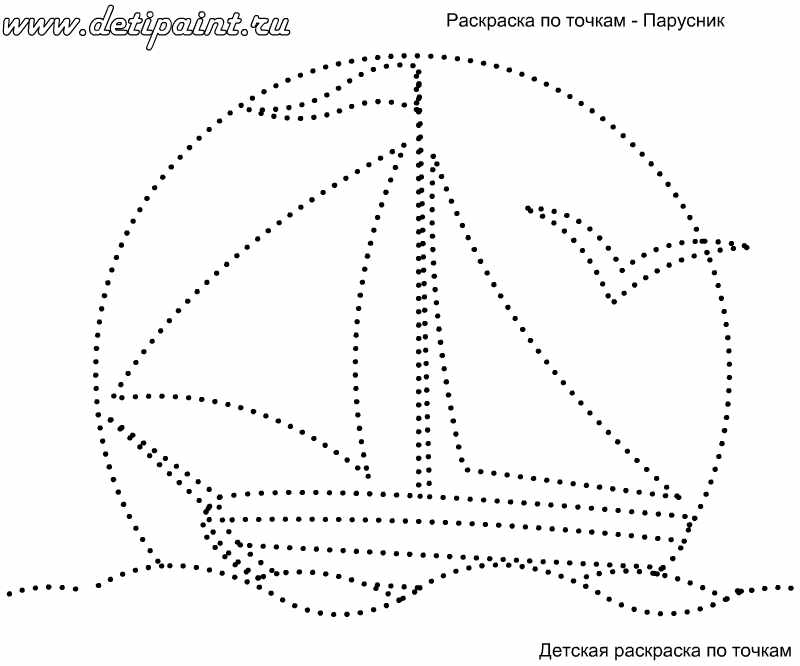 www.detipaint.ru
Раскраска по точкам - Парусник
Детская раскраска по точкам